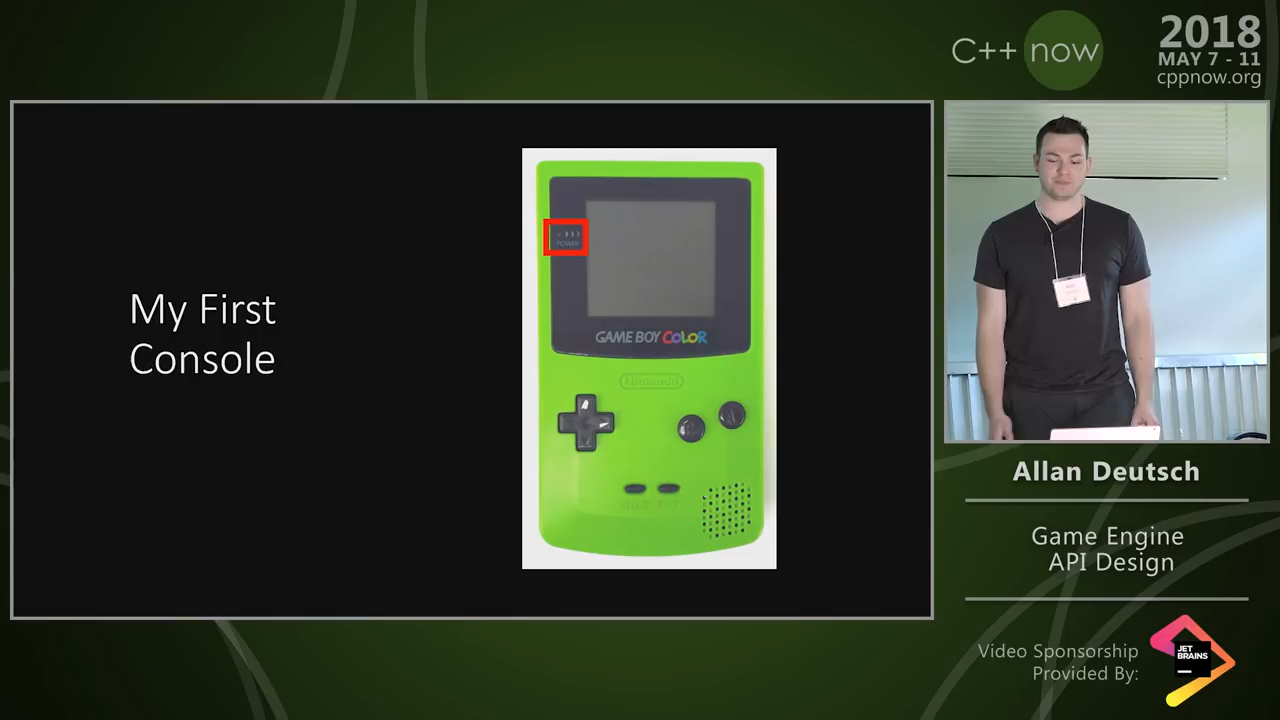 C++ now
2018
MAY 7 - 11
cppnow.org
My First
Console
POWER
GAME BOY COLOR
Nintendo
Allan Deutsch
Game Engine
API Design
Video Sponsorship
Provided By:
JET
BRAINS